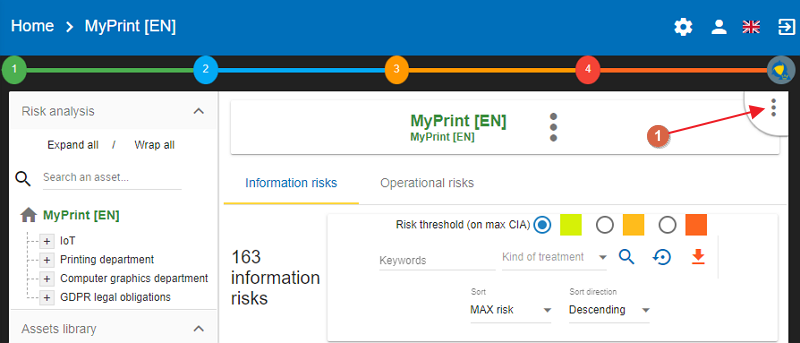 Home > MyPrint [EN]
1 2 3 4
Risk analysis
Expand all / Wrap all
Search an asset...
MyPrint [EN]
+ IoT
+ Printing department
+ Computer graphics department
+ GDPR legal obligations
Assets library
MyPrint [EN]
MyPrint [EN]
1
Information risks Operational risks
Risk threshold (on max CIA)
163
information
risks
Keywords Kind of treatment
Sort Sort direction
MAX risk Descending